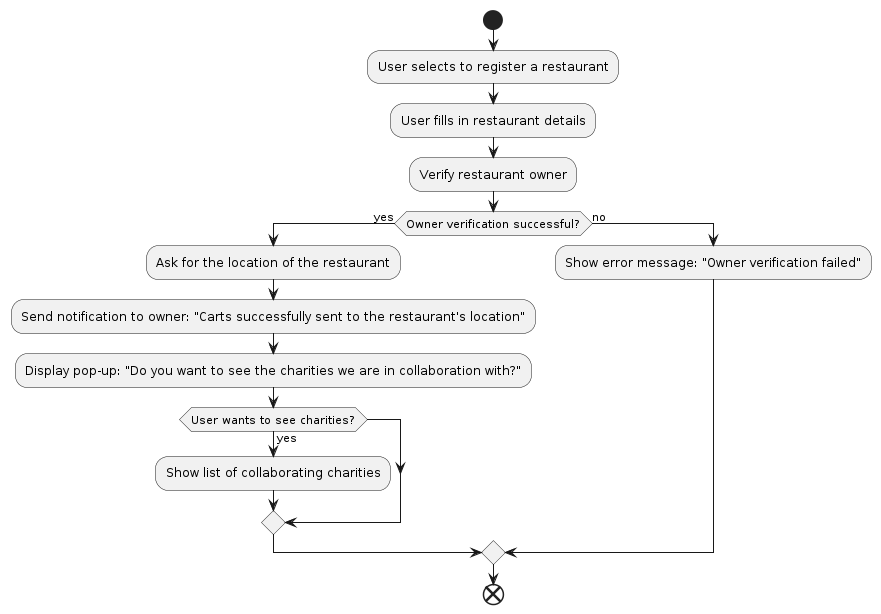 User selects to register a restaurant
User fills in restaurant details
Verify restaurant owner
yes
Owner verification successful?
no
Ask for the location of the restaurant
Show error message: "Owner verification failed"
Send notification to owner: "Carts successfully sent to the restaurant's location"
Display pop-up: "Do you want to see the charities we are in collaboration with?"
User wants to see charities?
yes
Show list of collaborating charities